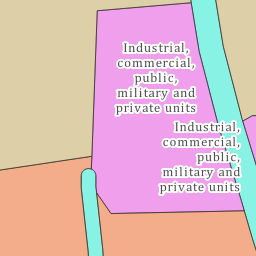 Industrial,
commercial,
public,
military and
private units
Industrial,
commercial,
public,
military and
private units